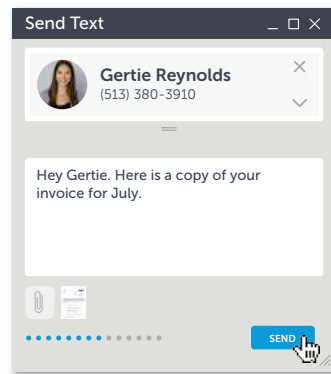 Send Text
Gertie Reynolds
(513) 380-3910
Hey Gertie. Here is a copy of your
invoice for July.
SEND